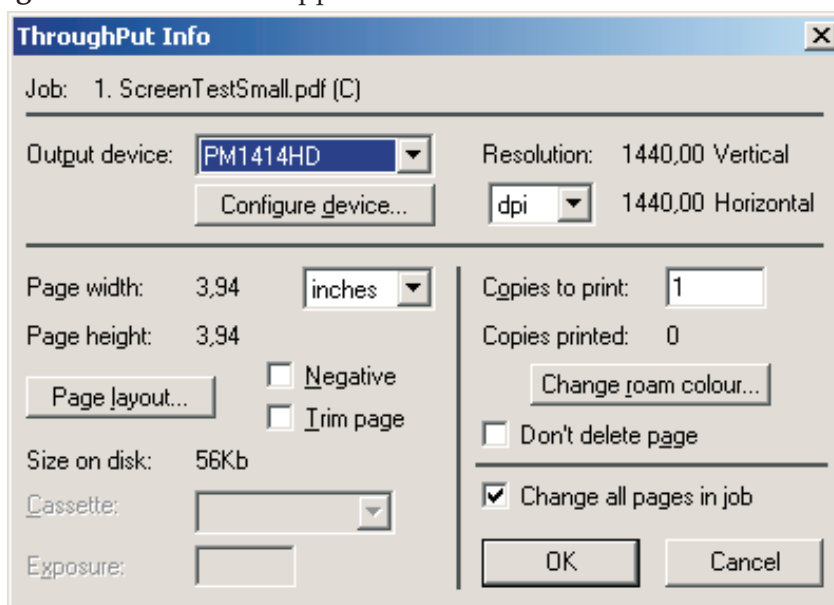 ThroughPut Info
Job: 1. ScreenTestSmall.pdf (C)
Output device: PM1414HD
Configure device...
Resolution: 1440,00 Vertical
dpi 1440,00 Horizontal
Page width: 3,94 inches
Page height: 3,94
Page layout...
Negative
Trim page
Size on disk: 56Kb
Cassette:
Exposure:
Copies to print: 1
Copies printed: 0
Change roam colour...
Don't delete page
Change all pages in job
OK Cancel